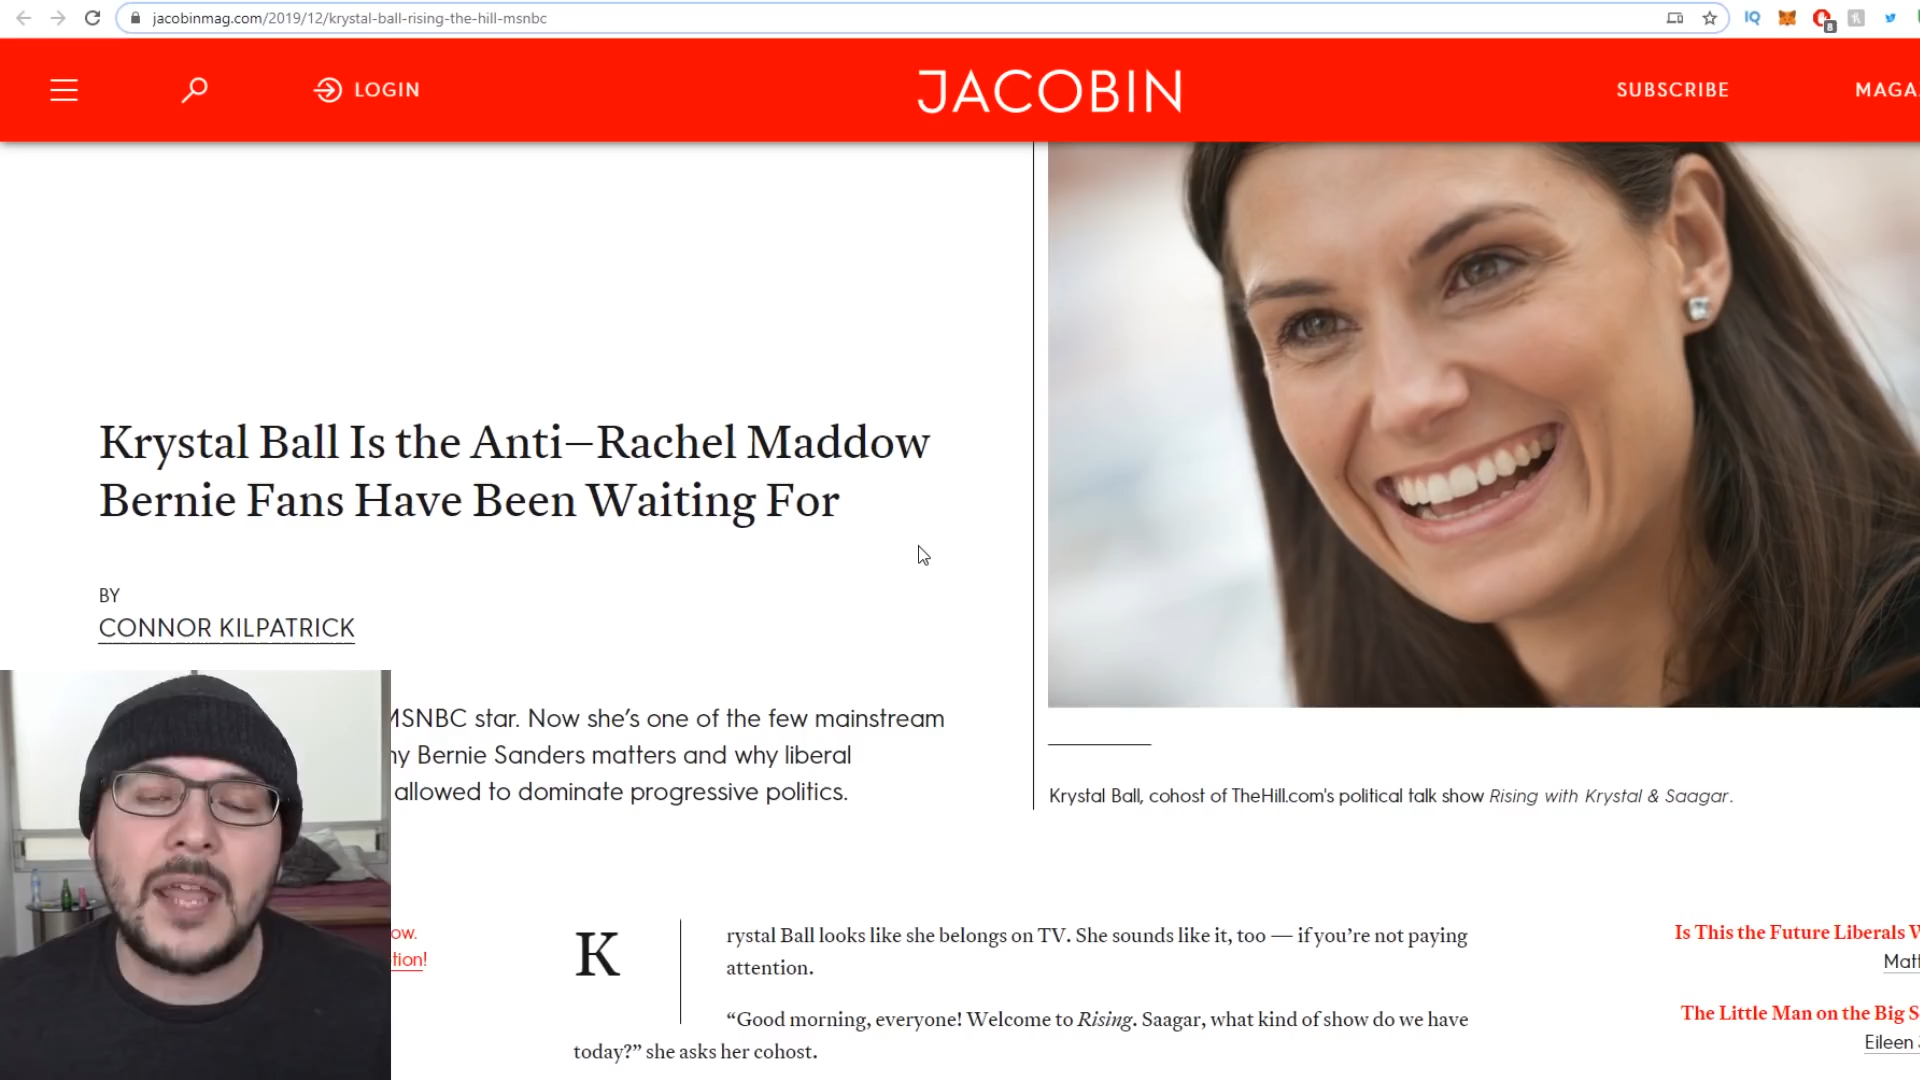 jacobinmag.com/2019/12/krystal-ball-rising-the-hill-msnbc
IQ
8
LOGIN
JACOBIN
SUBSCRIBE
MAGA
Krystal Ball Is the Anti–Rachel Maddow
Bernie Fans Have Been Waiting For
BY
CONNOR KILPATRICK
MSNBC star. Now she's one of the few mainstream
Bernie Sanders matters and why liberal
allowed to dominate progressive politics.
Krystal Ball, cohost of TheHill.com's political talk show Rising with Krystal & Saagar.
ow.
tion!
Krystal Ball looks like she belongs on TV. She sounds like it, too — if you're not paying
attention.
“Good morning, everyone! Welcome to Rising. Saagar, what kind of show do we have
today?” she asks her cohost.
Is This the Future Liberals W
Matt
The Little Man on the Big S
Eileen